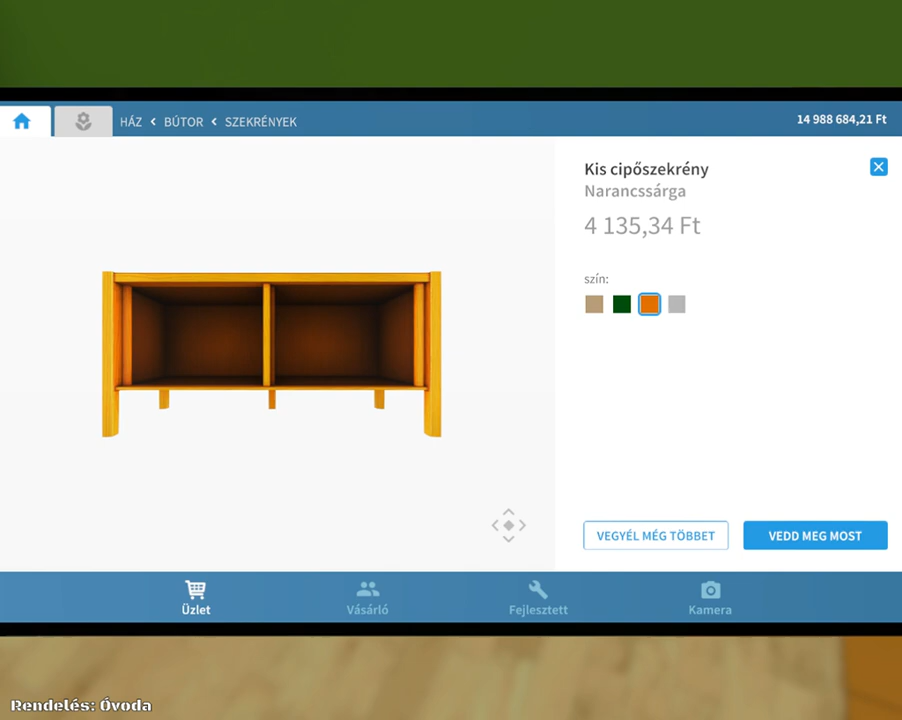 HÁZ < BÚTOR < SZEKRÉNYEK
14 988 684,21 Ft
Kis cipőszekrény
Narancssárga
4 135,34 Ft
szín:
VEGYÉL MÉG TÖBBET
VEDD MEG MOST
Üzlet
Vásárló
Fejlesztett
Kamera
Rendelés: Óvoda